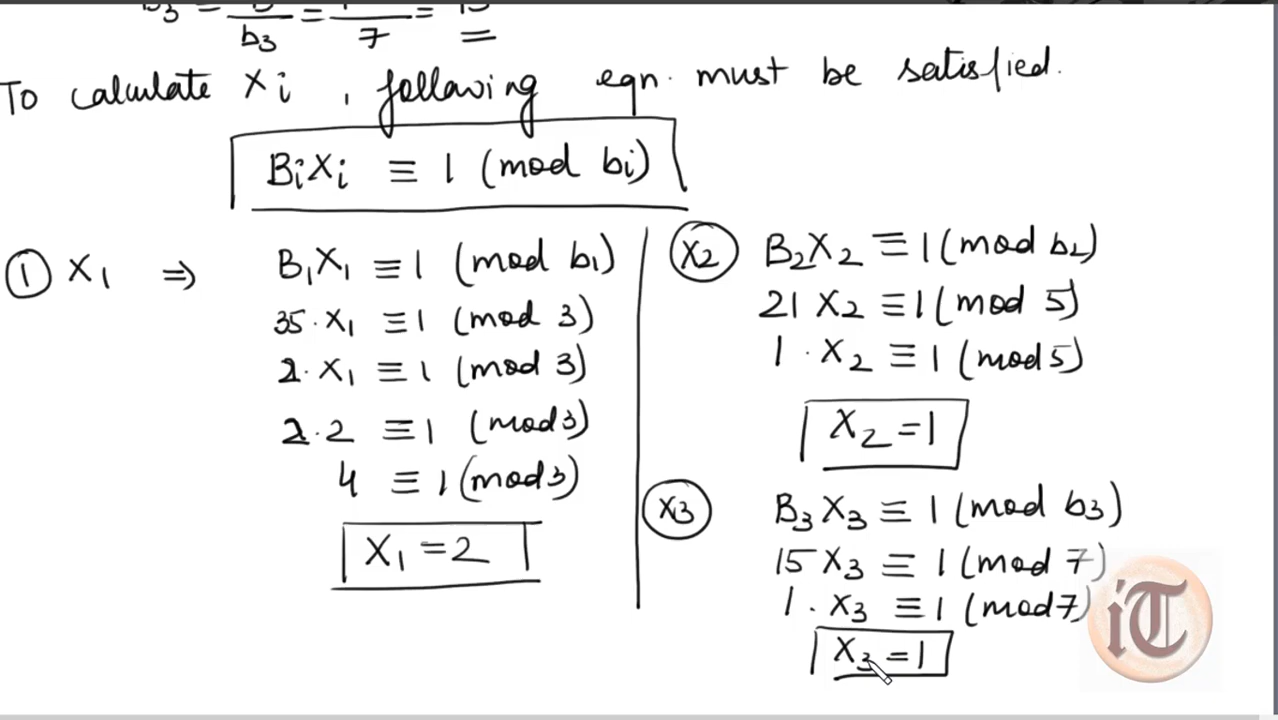 b3 7 =
To calculate Xi , following eqn. must be satisfied.
BiXi ≡ 1 (mod bi)
① X1 ⇒ B1X1 ≡ 1 (mod b1)
35·X1 ≡ 1 (mod 3)
2·X1 ≡ 1 (mod 3)
2·2 ≡ 1 (mod 3)
4 ≡ 1 (mod 3)
X1 = 2
X2 B2X2 ≡ 1 (mod b2)
21 X2 ≡ 1 (mod 5)
1·X2 ≡ 1 (mod 5)
X2 = 1
X3 B3X3 ≡ 1 (mod b3)
15 X3 ≡ 1 (mod 7)
1·X3 ≡ 1 (mod 7)
X3 = 1
iT